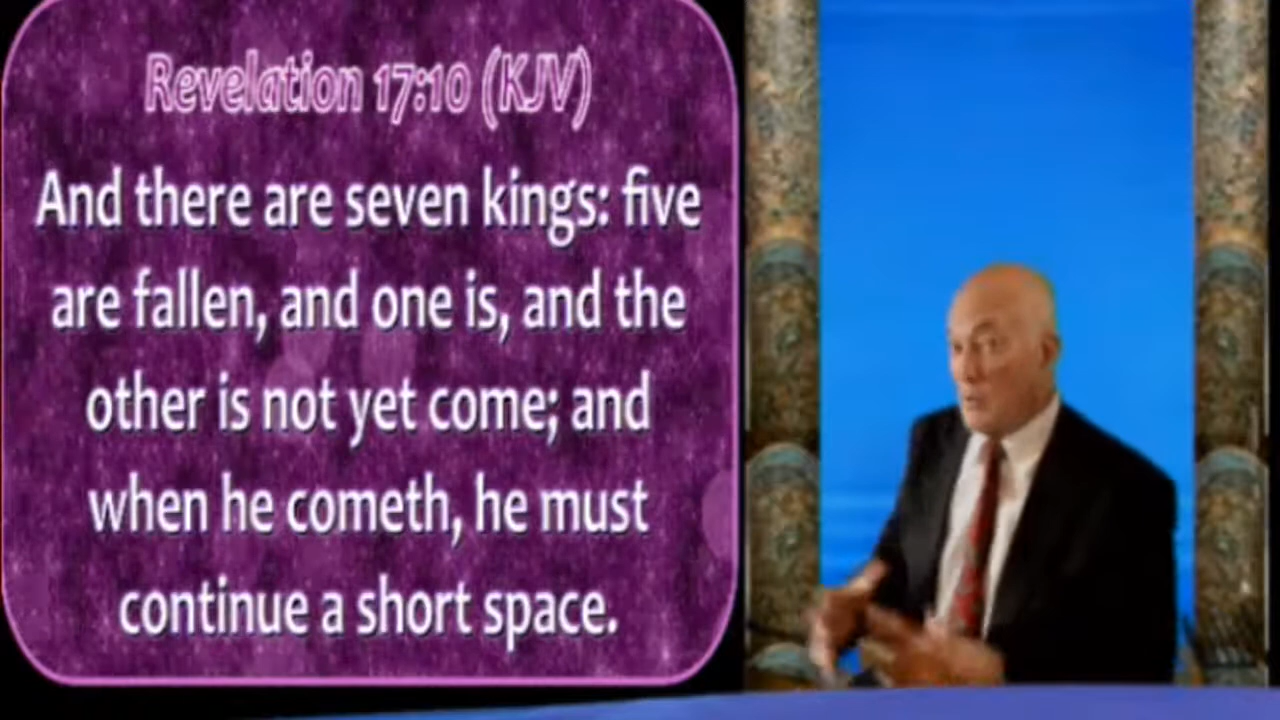 Revelation 17:10 (KJV)
And there are seven kings: five
are fallen, and one is, and the
other is not yet come; and
when he cometh, he must
continue a short space.